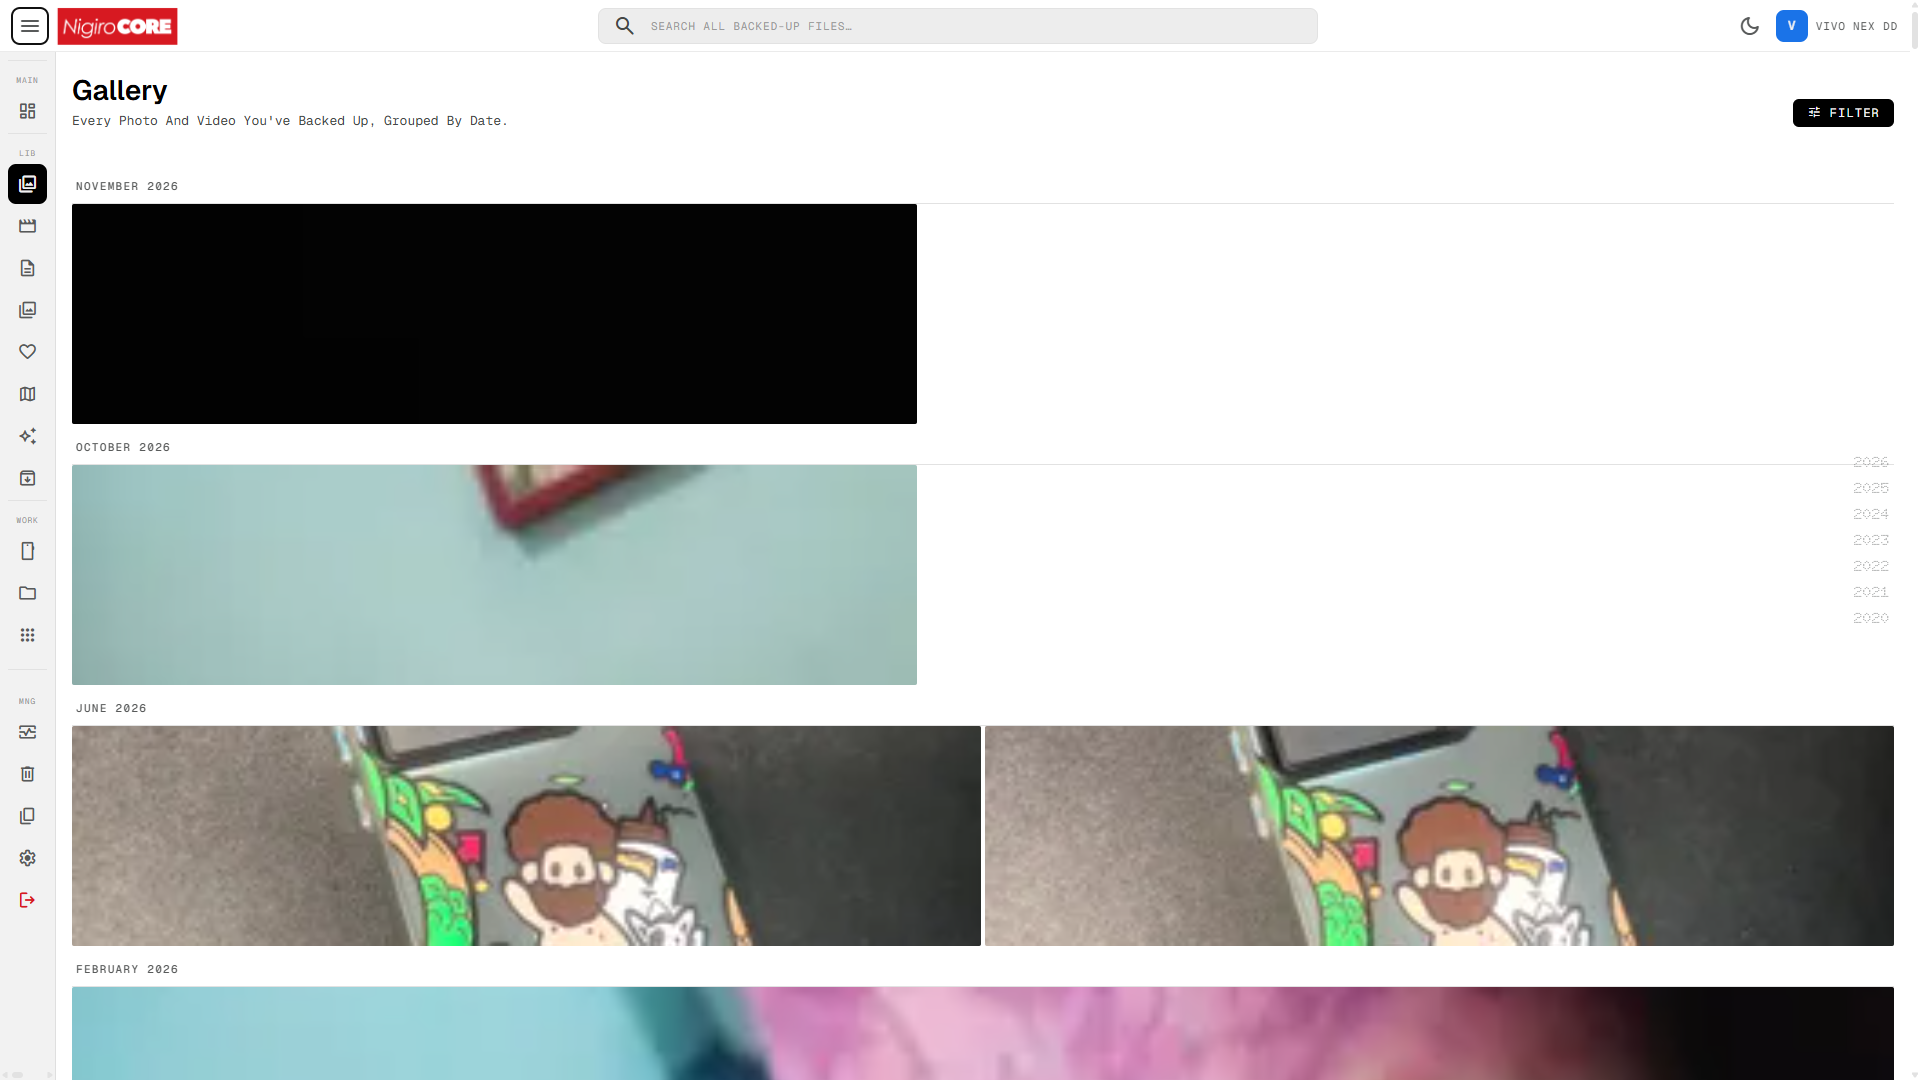 NigiroCORE
SEARCH ALL BACKED-UP FILES…
V
VIVO NEX DD
MAIN
Gallery
Every Photo And Video You've Backed Up, Grouped By Date.
FILTER
LIB
NOVEMBER 2026
OCTOBER 2026
2026
2025
2024
2023
2022
2021
2020
WORK
JUNE 2026
MNG
FEBRUARY 2026